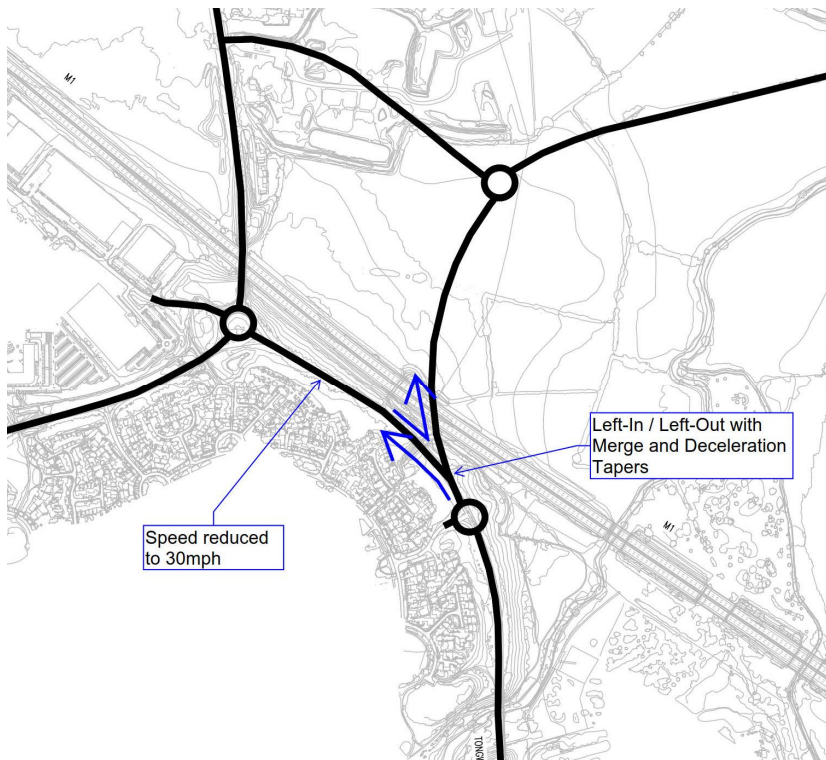 M1
Left-In / Left-Out with
Merge and Deceleration
Tapers
M1
Speed reduced
to 30mph